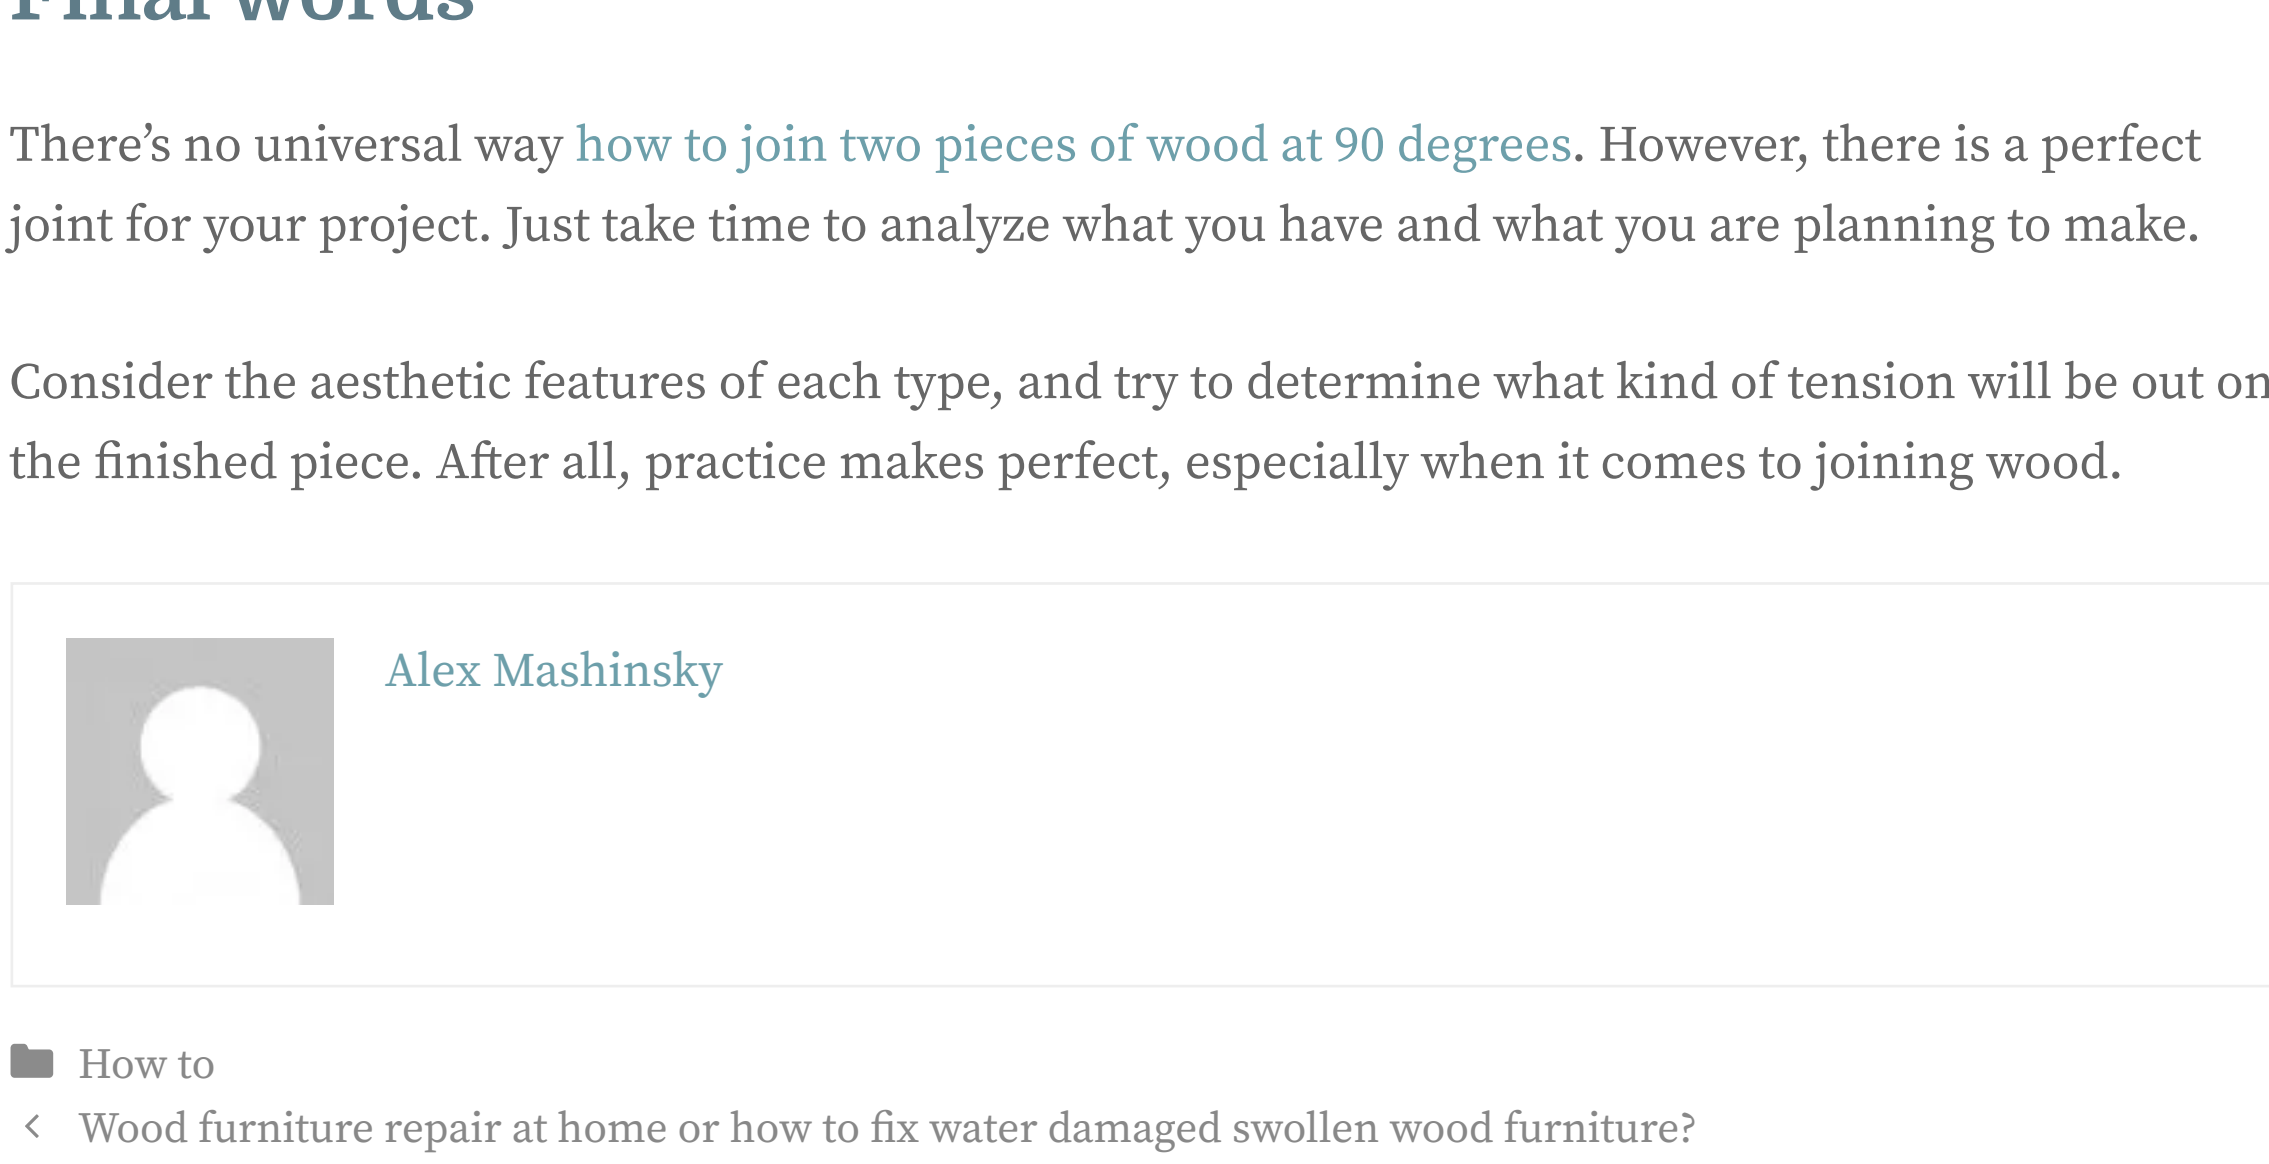 Final words
There’s no universal way how to join two pieces of wood at 90 degrees. However, there is a perfect
joint for your project. Just take time to analyze what you have and what you are planning to make.
Consider the aesthetic features of each type, and try to determine what kind of tension will be out on
the finished piece. After all, practice makes perfect, especially when it comes to joining wood.
Alex Mashinsky
How to
Wood furniture repair at home or how to fix water damaged swollen wood furniture?